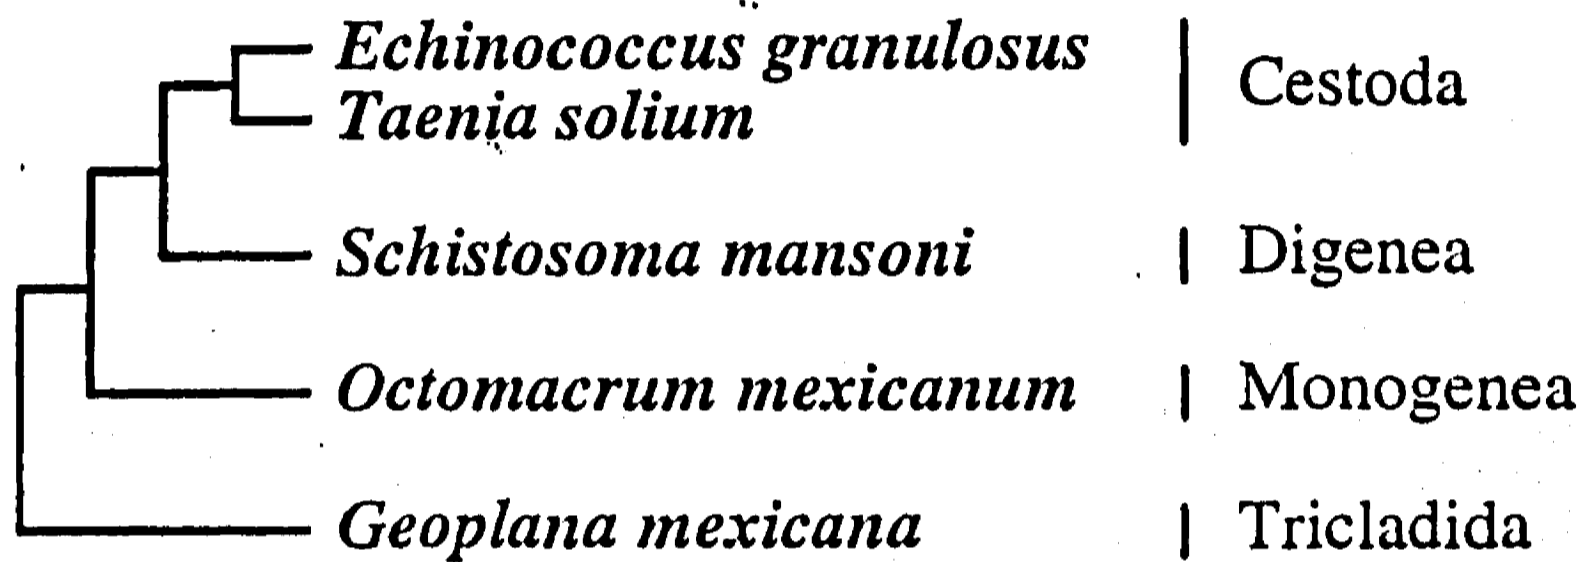 Echinococcus granulosus
Taenia solium
Cestoda
Schistosoma mansoni
Digenea
Octomacrum mexicanum
Monogenea
Geoplana mexicana
Tricladida